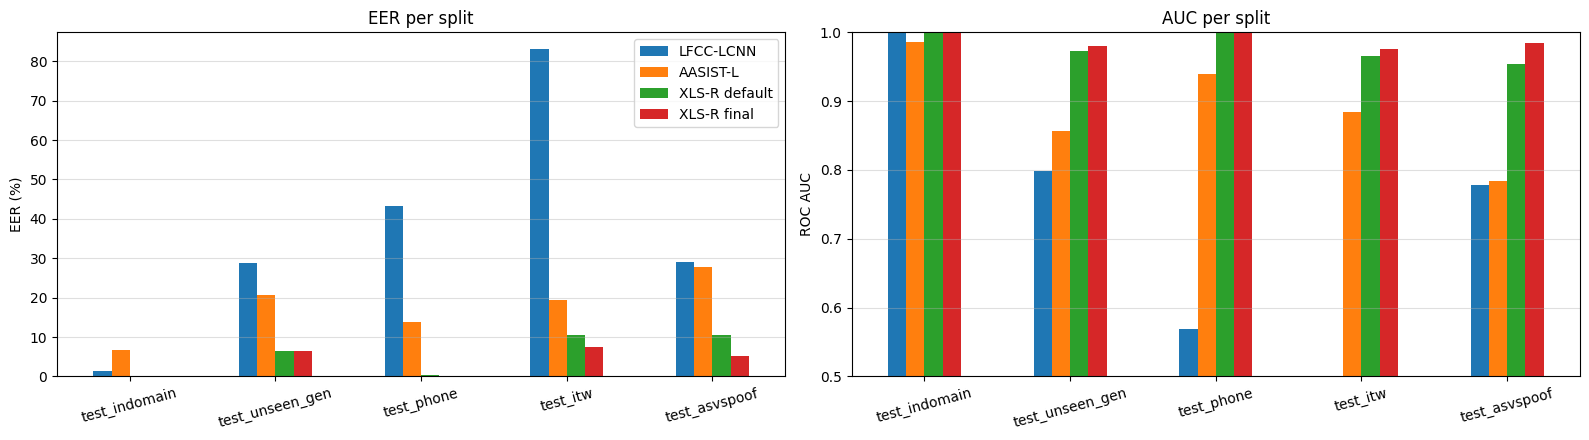 EER per split
EER (%)
80
70
60
50
40
30
20
10
0
LFCC-LCNN
AASIST-L
XLS-R default
XLS-R final
test_indomain
test_unseen_gen
test_phone
test_itw
test_asvspoof
AUC per split
ROC AUC
1.0
0.9
0.8
0.7
0.6
0.5
test_indomain
test_unseen_gen
test_phone
test_itw
test_asvspoof